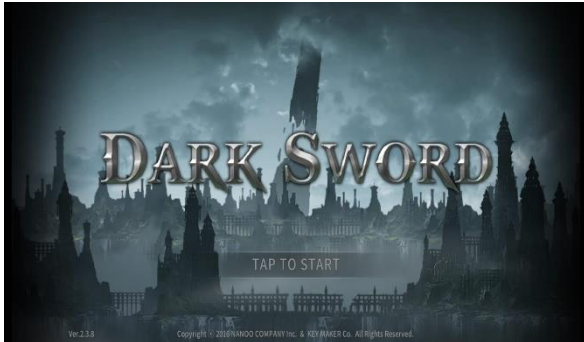 DARK SWORD
TAP TO START
Ver.2.3.8
Copyright © 2016 NANOO COMPANY Inc. & KEY-MAKER Co. All Rights Reserved.